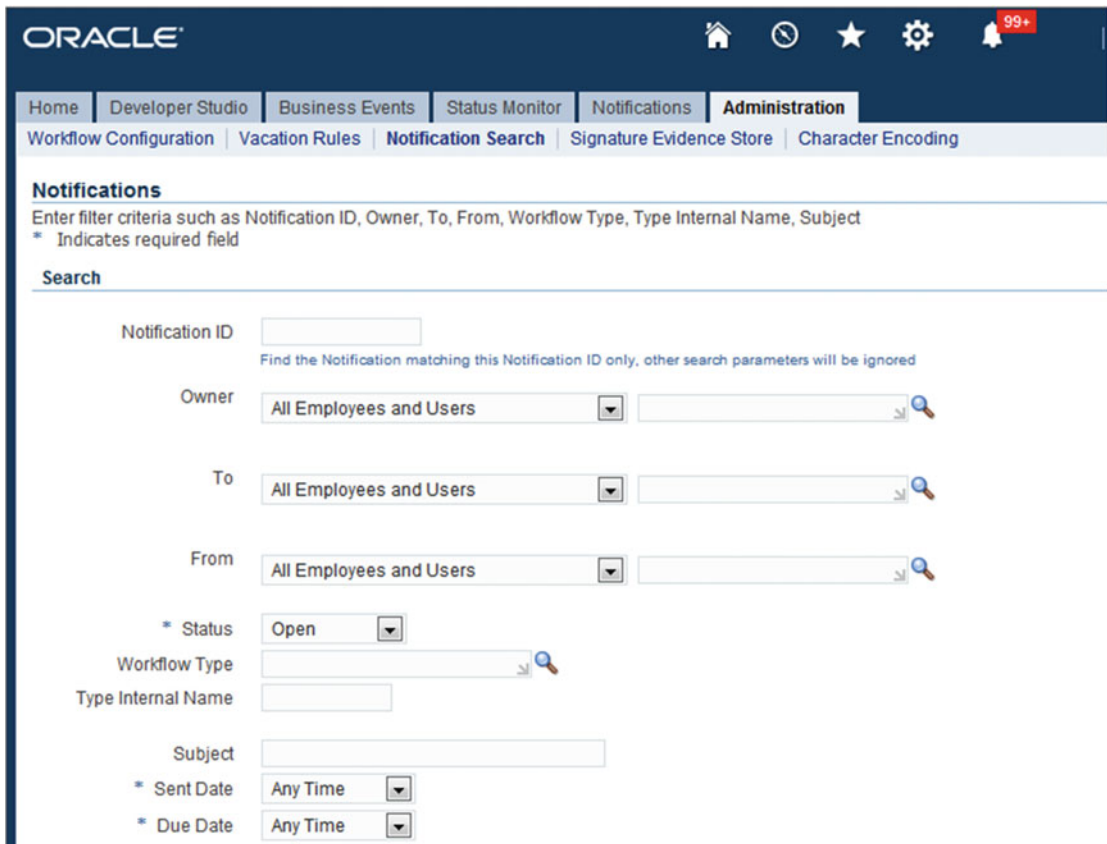 ORACLE
99+
Home Developer Studio Business Events Status Monitor Notifications Administration
Workflow Configuration | Vacation Rules | Notification Search | Signature Evidence Store | Character Encoding
Notifications
Enter filter criteria such as Notification ID, Owner, To, From, Workflow Type, Type Internal Name, Subject
* Indicates required field
Search
Notification ID
Find the Notification matching this Notification ID only, other search parameters will be ignored
Owner All Employees and Users
To All Employees and Users
From All Employees and Users
* Status Open
Workflow Type
Type Internal Name
Subject
* Sent Date Any Time
* Due Date Any Time